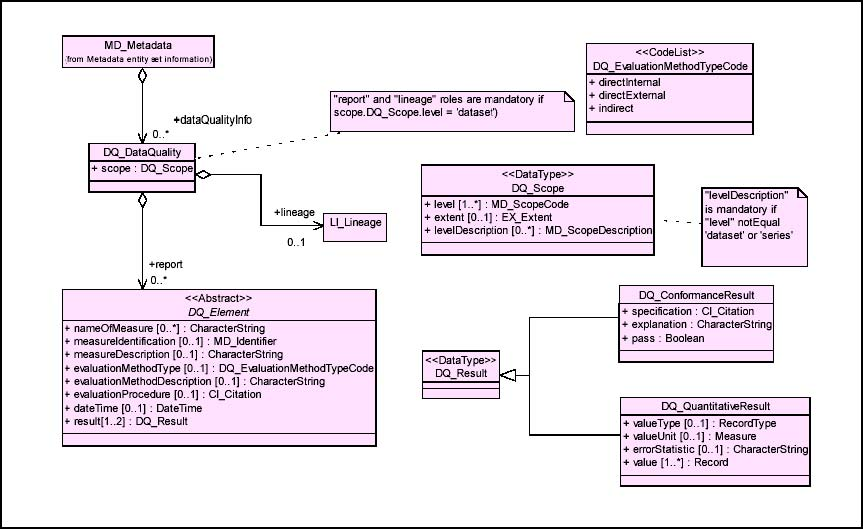 MD_Metadata
(from Metadata entity set information)
+dataQualityInfo
0..*
DQ_DataQuality
+ scope : DQ_Scope
"report" and "lineage" roles are mandatory if
scope.DQ_Scope.level = 'dataset')
<<CodeList>>
DQ_EvaluationMethodTypeCode
+ directInternal
+ directExternal
+ indirect
+lineage
0..1
LI_Lineage
<<DataType>>
DQ_Scope
+ level [1..*] : MD_ScopeCode
+ extent [0..1] : EX_Extent
+ levelDescription [0..*] : MD_ScopeDescription
"levelDescription"
is mandatory if
"level" notEqual
'dataset' or 'series'
+report
0..*
<<Abstract>>
DQ_Element
+ nameOfMeasure [0..*] : CharacterString
+ measureIdentification [0..1] : MD_Identifier
+ measureDescription [0..1] : CharacterString
+ evaluationMethodType [0..1] : DQ_EvaluationMethodTypeCode
+ evaluationMethodDescription [0..1] : CharacterString
+ evaluationProcedure [0..1] : CI_Citation
+ dateTime [0..1] : DateTime
+ result[1..2] : DQ_Result
<<DataType>>
DQ_Result
DQ_ConformanceResult
+ specification : CI_Citation
+ explanation : CharacterString
+ pass : Boolean
DQ_QuantitativeResult
+ valueType [0..1] : RecordType
+ valueUnit [0..1] : Measure
+ errorStatistic [0..1] : CharacterString
+ value [1..*] : Record